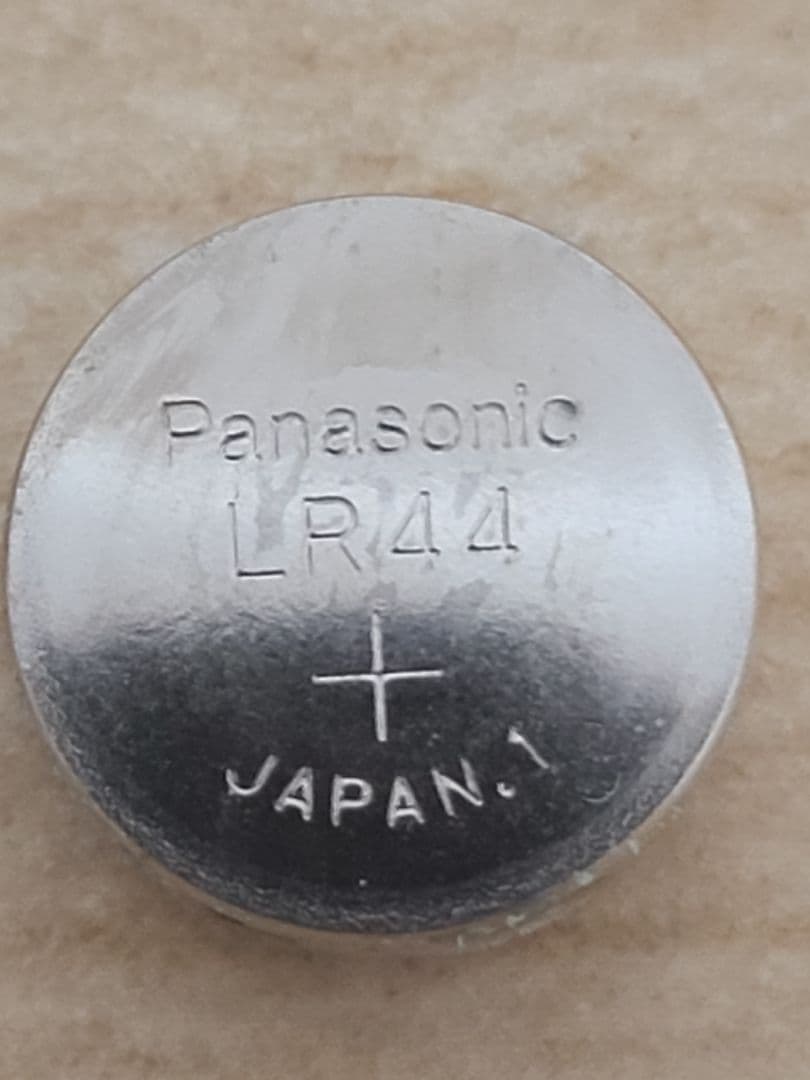 Panasonic
LR44
+
JAPAN.1